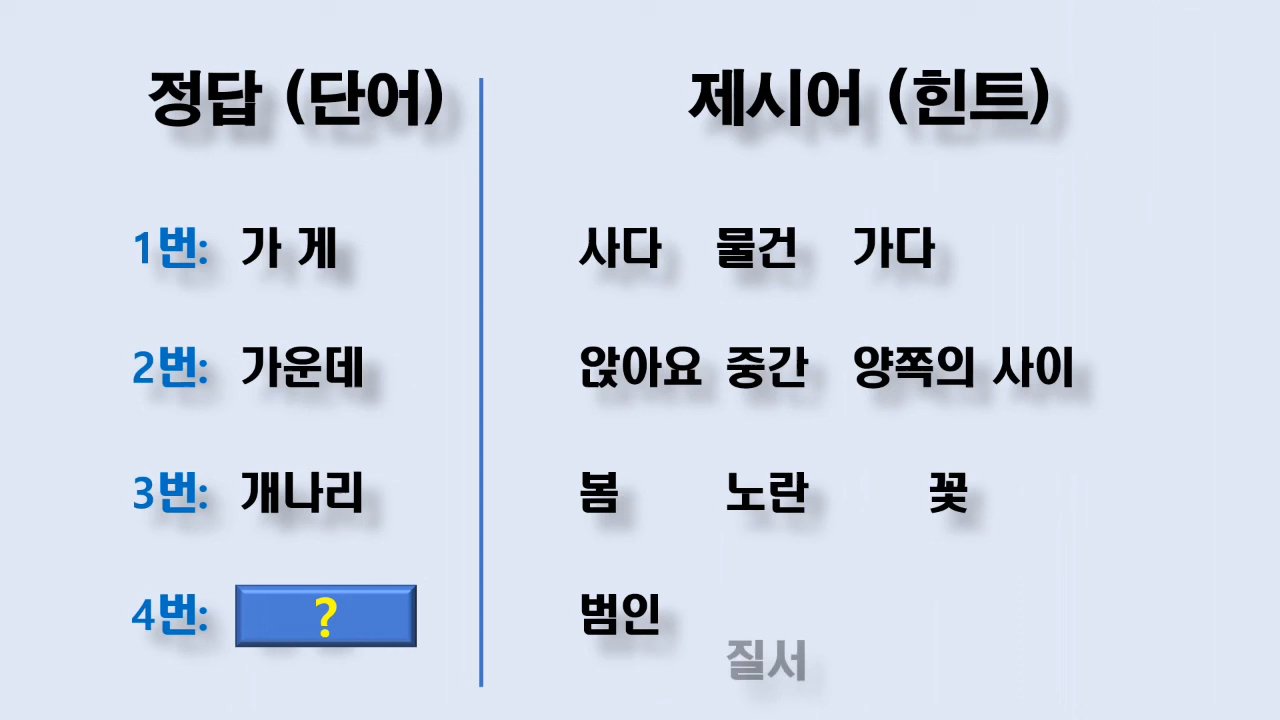 정답 (단어) 제시어 (힌트)
1번: 가 게 사다 물건 가다
2번: 가운데 앉아요 중간 양쪽의 사이
3번: 개나리 봄 노란 꽃
4번: ? 범인
질서